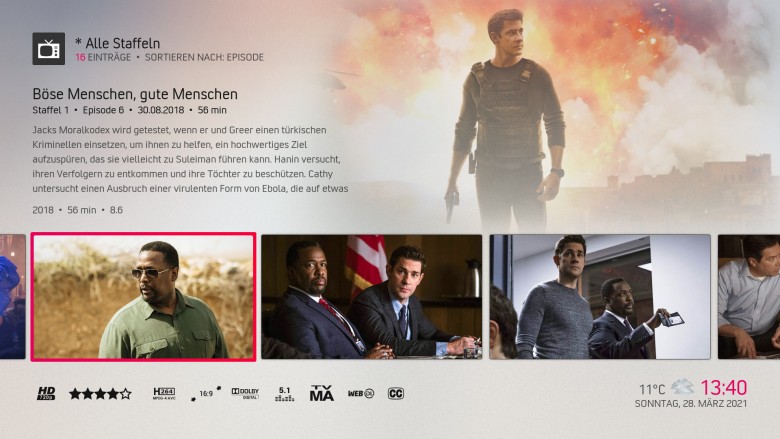 * Alle Staffeln
16 EINTRÄGE • SORTIEREN NACH: EPISODE
Böse Menschen, gute Menschen
Staffel 1 • Episode 6 • 30.08.2018 • 56 min
Jacks Moralkodex wird getestet, wenn er und Greer einen türkischen
Kriminellen einsetzen, um ihnen zu helfen, ein hochwertiges Ziel
aufzuspüren, das sie vielleicht zu Suleiman führen kann. Hanin versucht,
ihren Verfolgern zu entkommen und ihre Töchter zu beschützen. Cathy
untersucht einen Ausbruch einer virulenten Form von Ebola, die auf etwas
2018 • 56 min • 8.6
HD 720p H264 MPEG-4 AVC 16:9 DOLBY DIGITAL 5.1 TV MA WEB CC
11°C 13:40
SONNTAG, 28. MÄRZ 2021